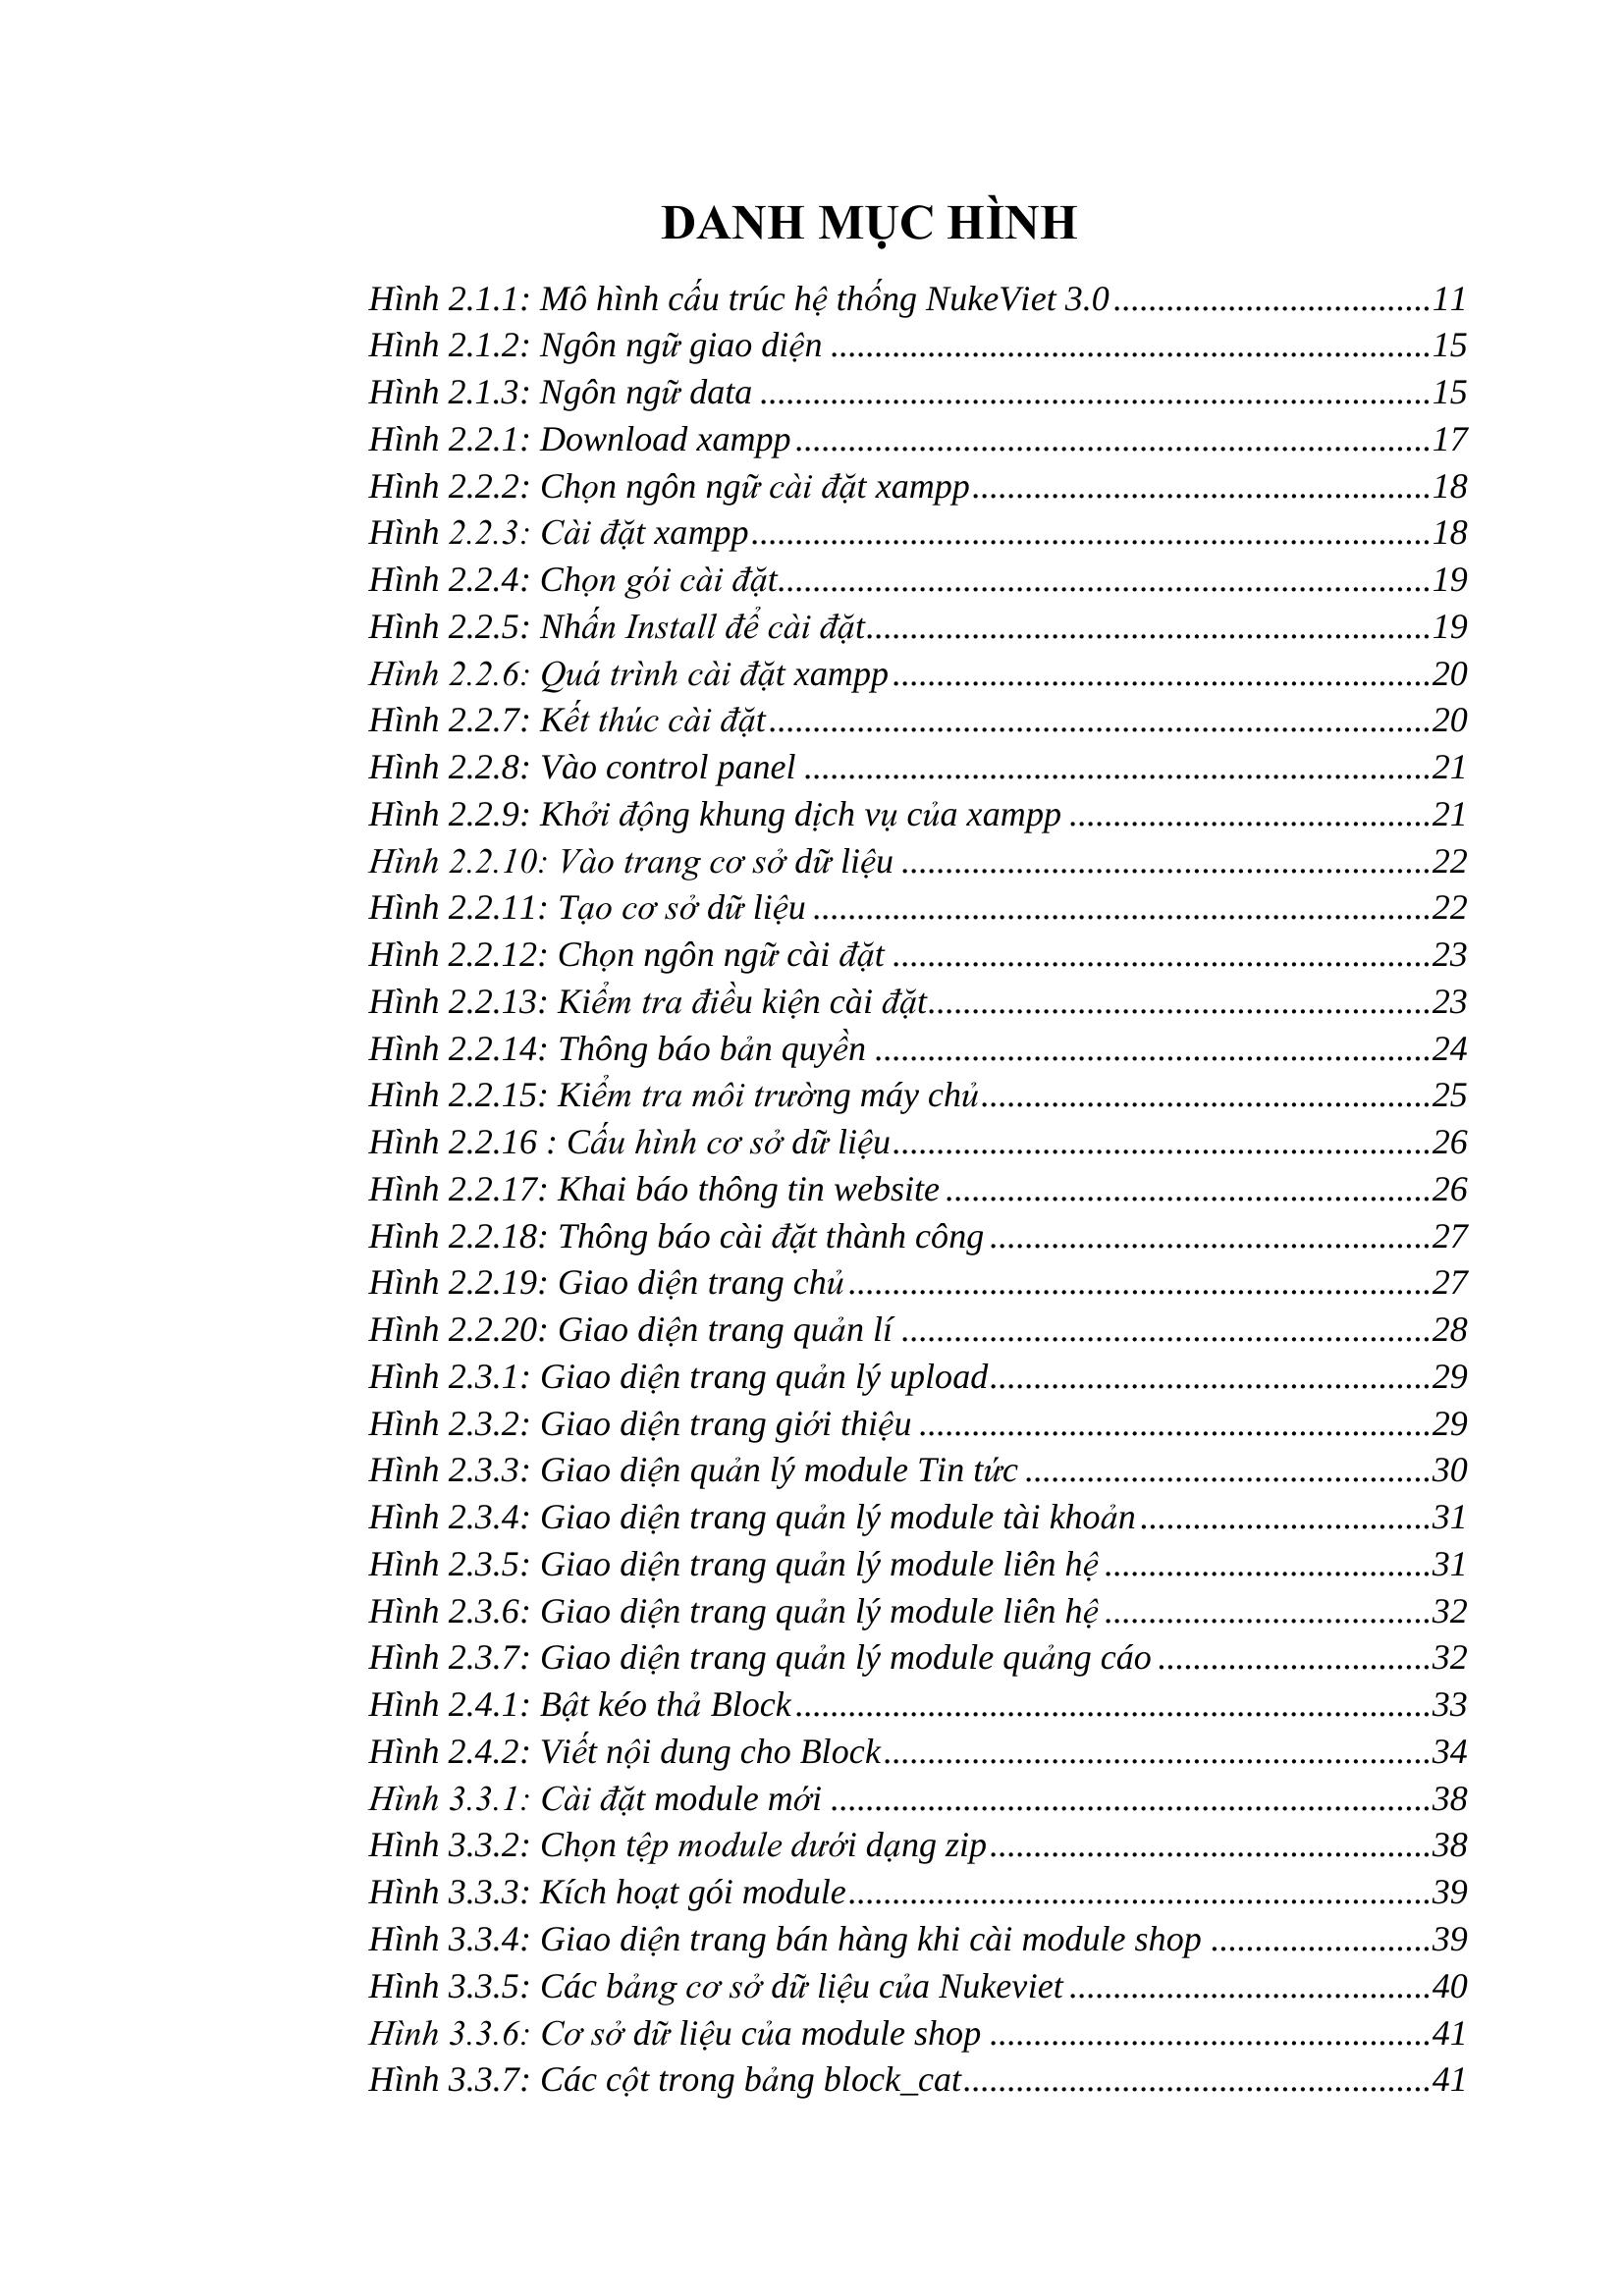 DANH MỤC HÌNH
Hình 2.1.1: Mô hình cấu trúc hệ thống NukeViet 3.0....................................11
Hình 2.1.2: Ngôn ngữ giao diện ....................................................................15
Hình 2.1.3: Ngôn ngữ data ............................................................................15
Hình 2.2.1: Download xampp........................................................................17
Hình 2.2.2: Chọn ngôn ngữ cài đặt xampp....................................................18
Hình 2.2.3: Cài đặt xampp.............................................................................18
Hình 2.2.4: Chọn gói cài đặt..........................................................................19
Hình 2.2.5: Nhấn Install để cài đặt................................................................19
Hình 2.2.6: Quá trình cài đặt xampp.............................................................20
Hình 2.2.7: Kết thúc cài đặt...........................................................................20
Hình 2.2.8: Vào control panel .......................................................................21
Hình 2.2.9: Khởi động khung dịch vụ của xampp .........................................21
Hình 2.2.10: Vào trang cơ sở dữ liệu ............................................................22
Hình 2.2.11: Tạo cơ sở dữ liệu ......................................................................22
Hình 2.2.12: Chọn ngôn ngữ cài đặt .............................................................23
Hình 2.2.13: Kiểm tra điều kiện cài đặt.........................................................23
Hình 2.2.14: Thông báo bản quyền ...............................................................24
Hình 2.2.15: Kiểm tra môi trường máy chủ...................................................25
Hình 2.2.16 : Cấu hình cơ sở dữ liệu.............................................................26
Hình 2.2.17: Khai báo thông tin website .......................................................26
Hình 2.2.18: Thông báo cài đặt thành công ..................................................27
Hình 2.2.19: Giao diện trang chủ..................................................................27
Hình 2.2.20: Giao diện trang quản lí ............................................................28
Hình 2.3.1: Giao diện trang quản lý upload..................................................29
Hình 2.3.2: Giao diện trang giới thiệu ..........................................................29
Hình 2.3.3: Giao diện quản lý module Tin tức ..............................................30
Hình 2.3.4: Giao diện trang quản lý module tài khoản.................................31
Hình 2.3.5: Giao diện trang quản lý module liên hệ .....................................31
Hình 2.3.6: Giao diện trang quản lý module liên hệ .....................................32
Hình 2.3.7: Giao diện trang quản lý module quảng cáo ...............................32
Hình 2.4.1: Bật kéo thả Block........................................................................33
Hình 2.4.2: Viết nội dung cho Block..............................................................34
Hình 3.3.1: Cài đặt module mới ....................................................................38
Hình 3.3.2: Chọn tệp module dưới dạng zip..................................................38
Hình 3.3.3: Kích hoạt gói module..................................................................39
Hình 3.3.4: Giao diện trang bán hàng khi cài module shop .........................39
Hình 3.3.5: Các bảng cơ sở dữ liệu của Nukeviet .........................................40
Hình 3.3.6: Cơ sở dữ liệu của module shop ..................................................41
Hình 3.3.7: Các cột trong bảng block_cat.....................................................41